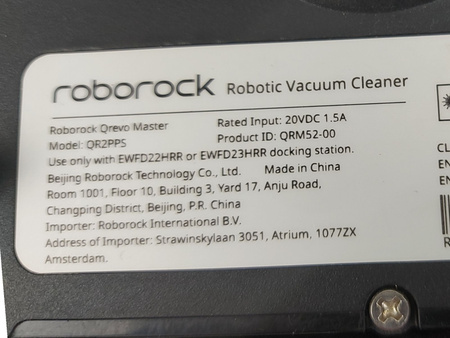 roborock Robotic Vacuum Cleaner
Roborock Qrevo Master Rated Input: 20VDC 1.5A
Model: QR2PPS Product ID: QRM52-00
Use only with EWFD22HRR or EWFD23HRR docking station.
Beijing Roborock Technology Co., Ltd. Made in China
Room 1001, Floor 10, Building 3, Yard 17, Anju Road,
Changping District, Beijing, P.R. China
Importer: Roborock International B.V.
Address of Importer: Strawinskylaan 3051, Atrium, 1077ZX
Amsterdam.
CL
EN
EN
R